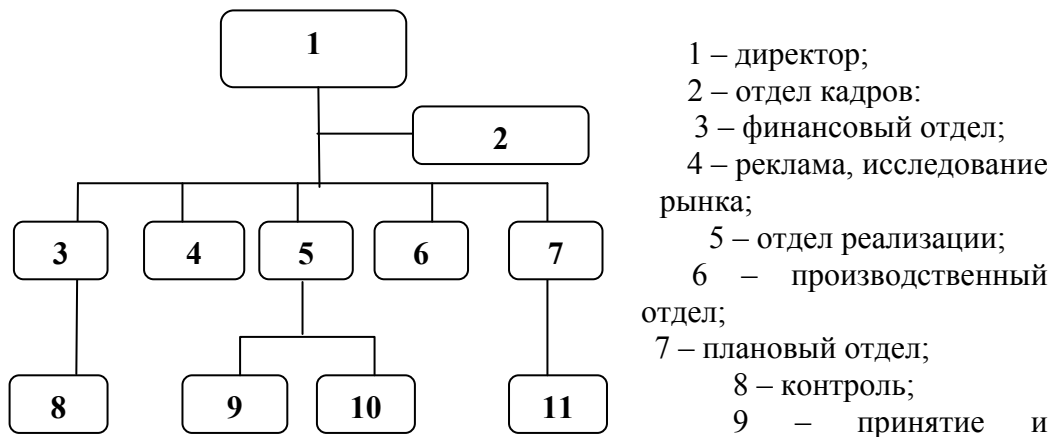 1
2
3 4 5 6 7
8 9 10 11
1 – директор;
2 – отдел кадров:
3 – финансовый отдел;
4 – реклама, исследование
рынка;
5 – отдел реализации;
6 – производственный
отдел;
7 – плановый отдел;
8 – контроль;
9 – принятие и